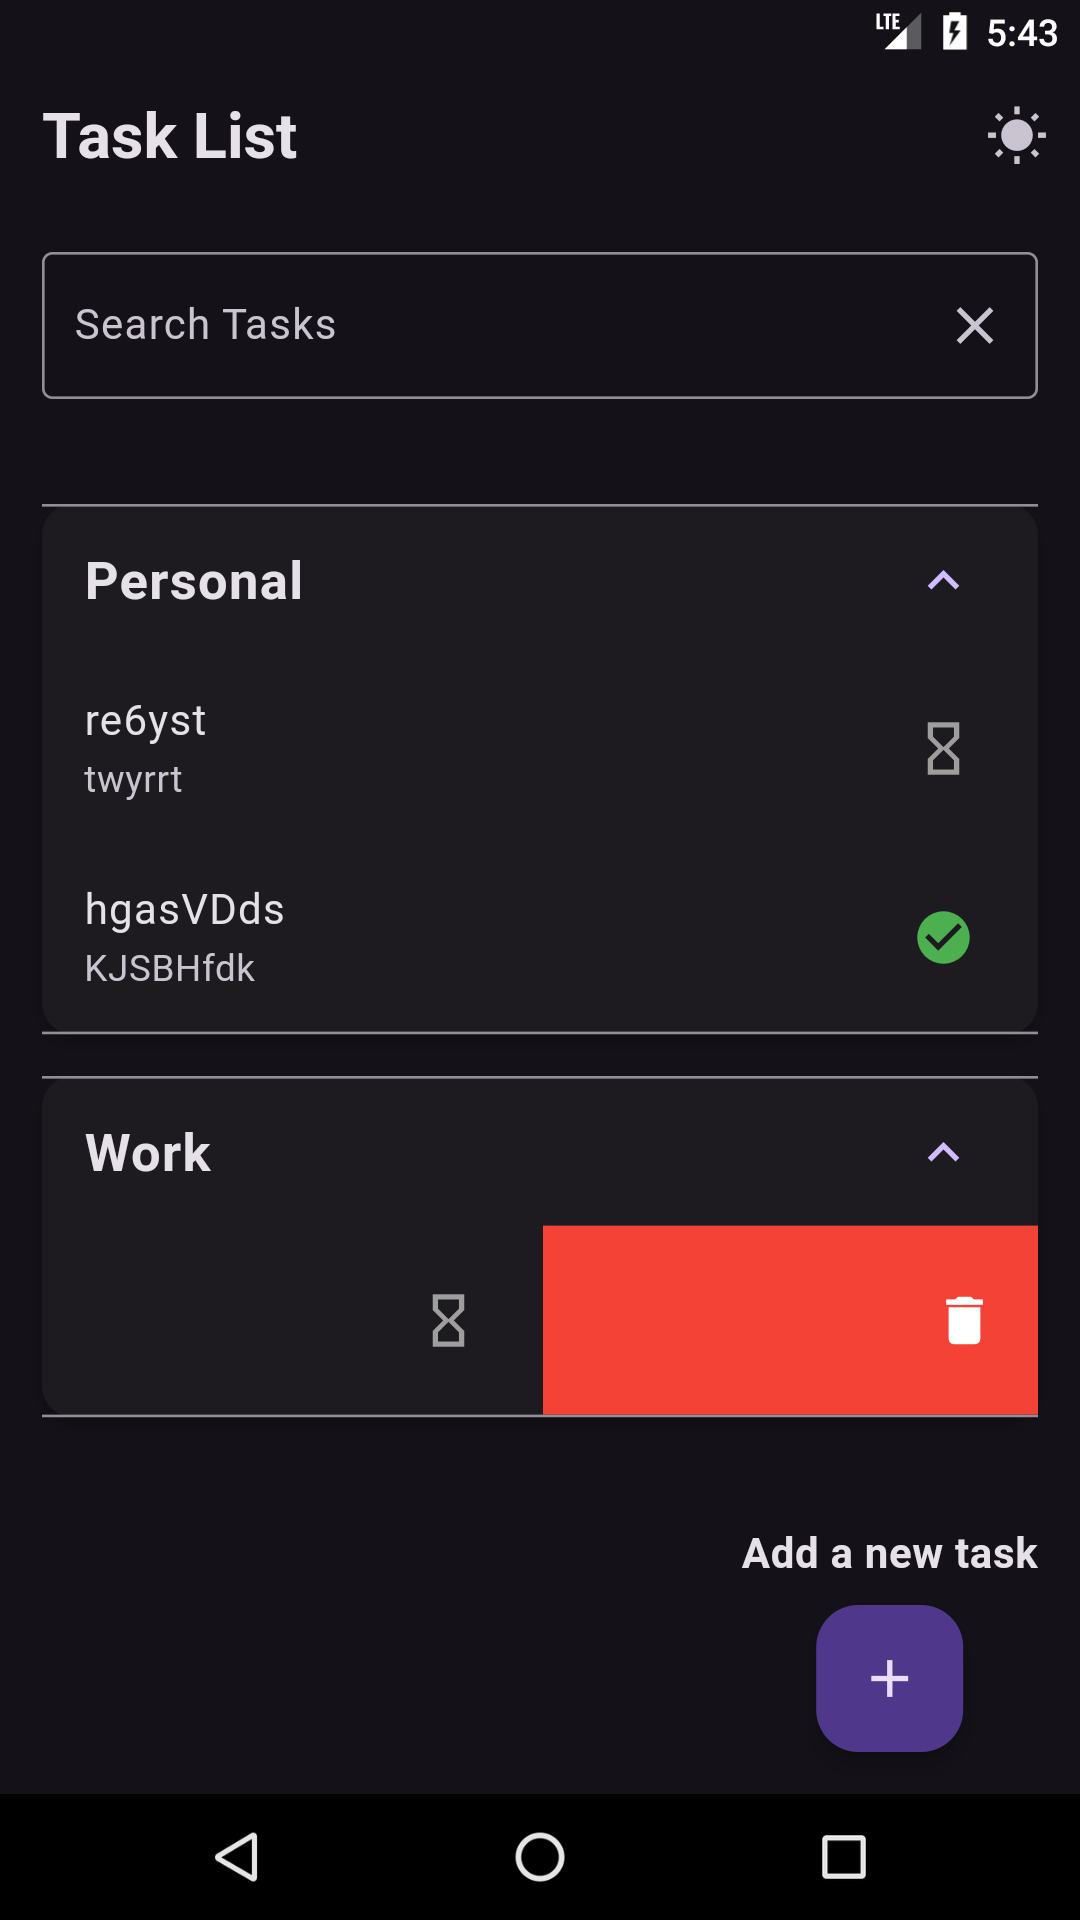 LTE 5:43
Task List
Search Tasks
Personal
re6yst
twyrrt
hgasVDds
KJSBHfdk
Work
Add a new task